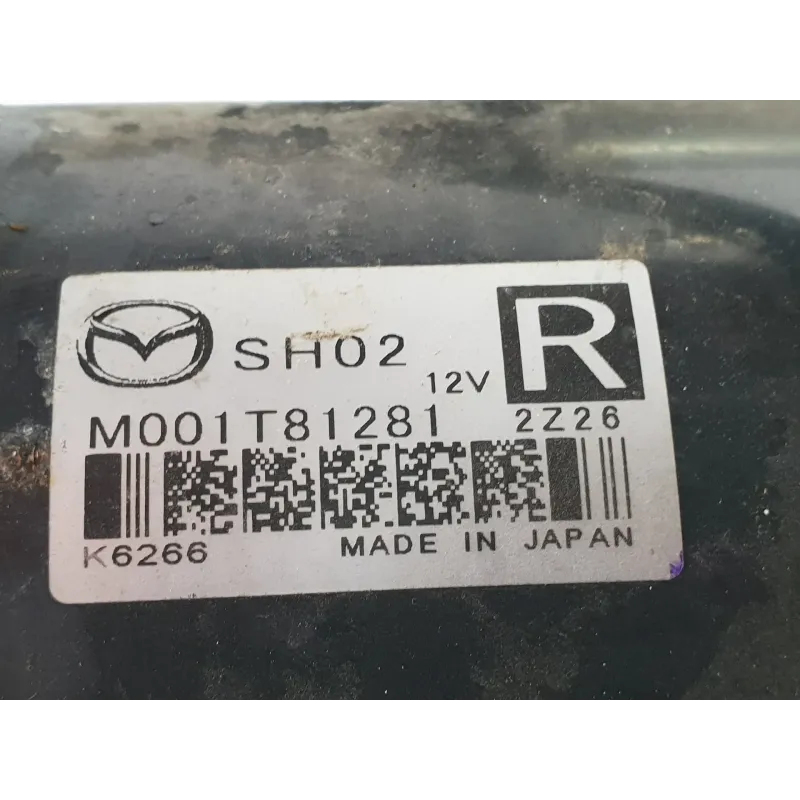 SH02
12V
R
M001T81281
2Z26
K6266
MADE IN JAPAN